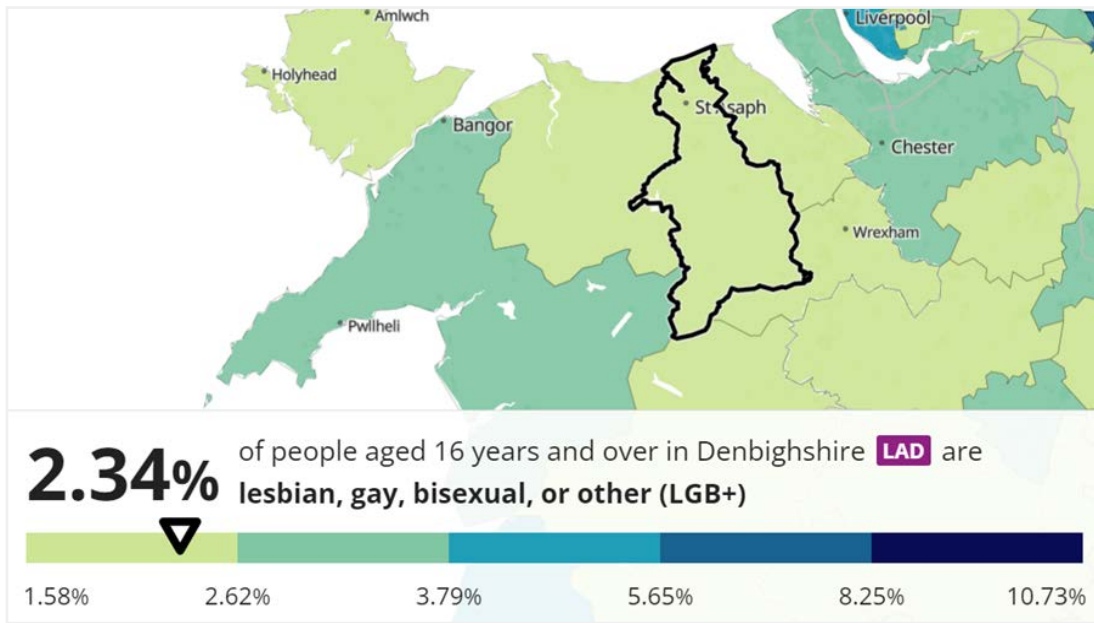 Amlwch
Liverpool
Holyhead
Bangor
St Asaph
Chester
Wrexham
Pwllheli
2.34%
of people aged 16 years and over in Denbighshire LAD are
lesbian, gay, bisexual, or other (LGB+)
1.58% 2.62% 3.79% 5.65% 8.25% 10.73%